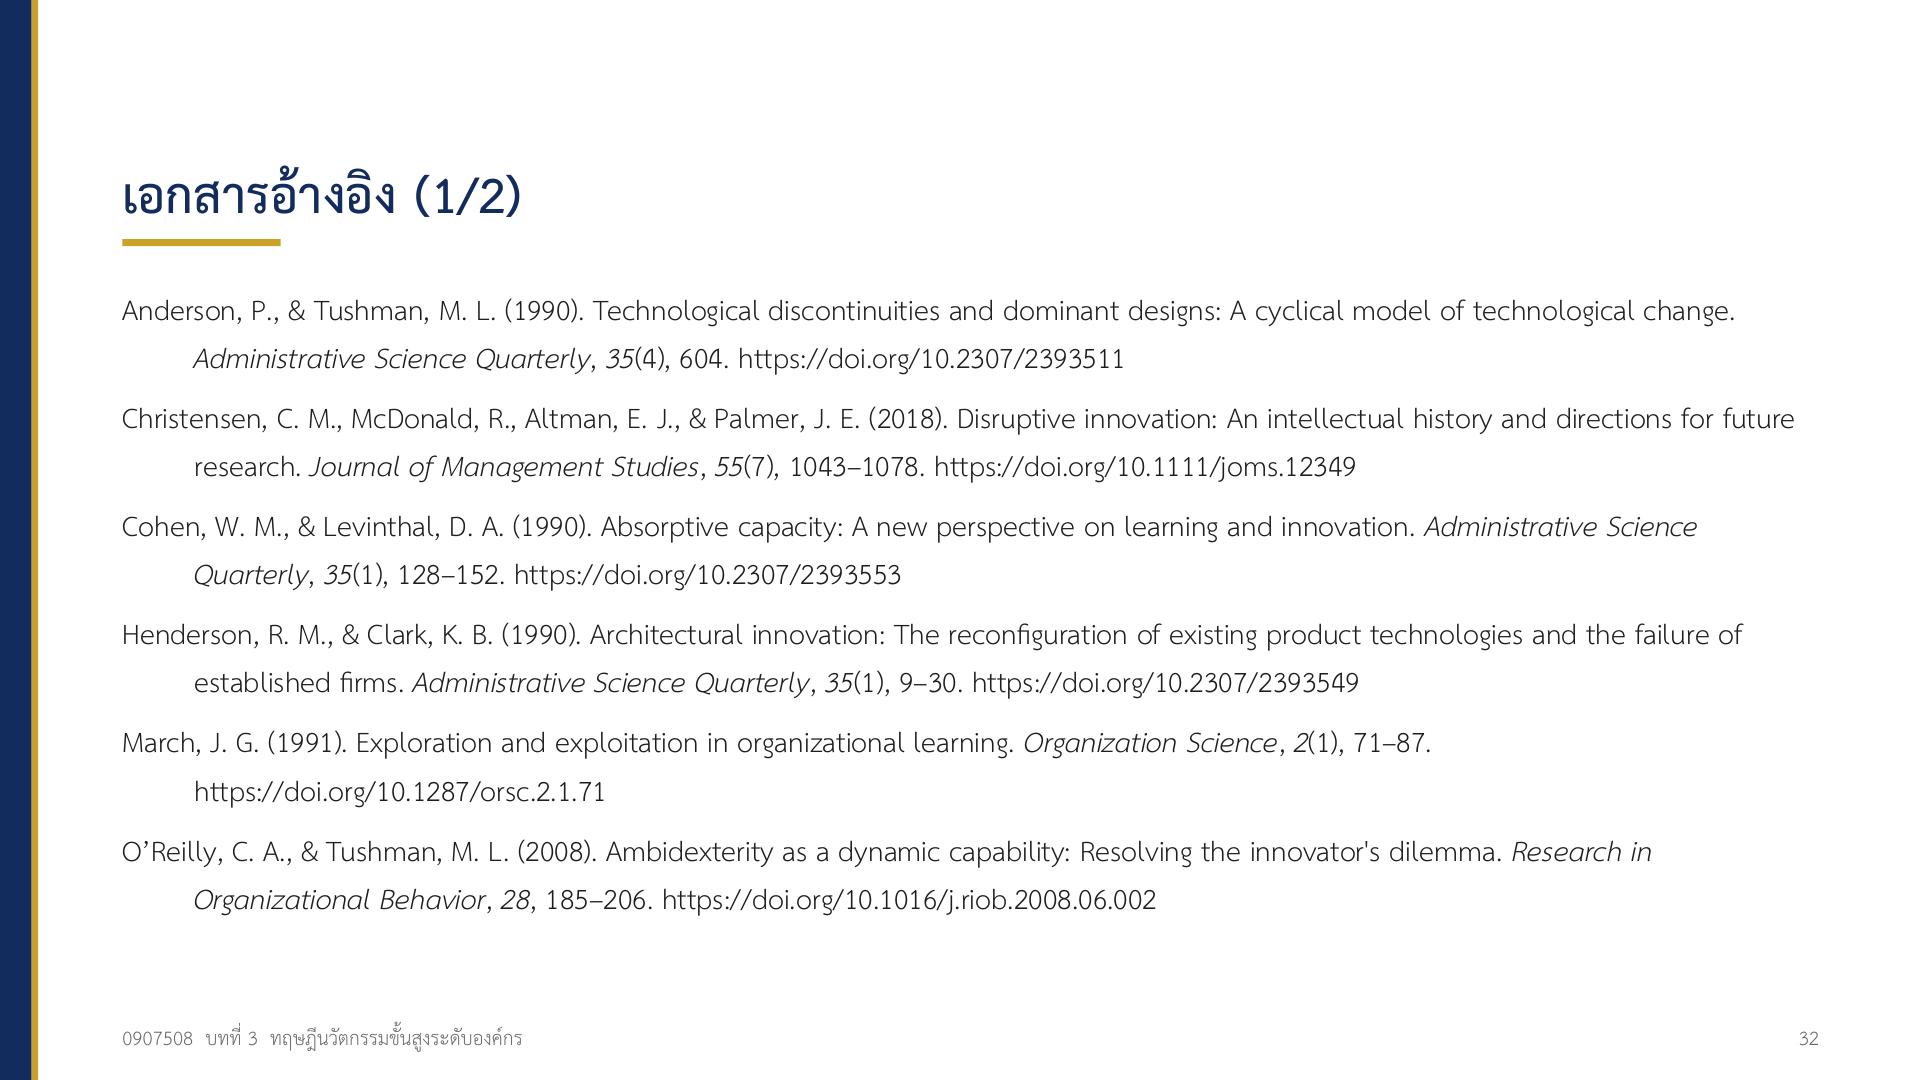 เอกสารอ้างอิง (1/2)
Anderson, P., & Tushman, M. L. (1990). Technological discontinuities and dominant designs: A cyclical model of technological change.
Administrative Science Quarterly, 35(4), 604. https://doi.org/10.2307/2393511
Christensen, C. M., McDonald, R., Altman, E. J., & Palmer, J. E. (2018). Disruptive innovation: An intellectual history and directions for future
research. Journal of Management Studies, 55(7), 1043–1078. https://doi.org/10.1111/joms.12349
Cohen, W. M., & Levinthal, D. A. (1990). Absorptive capacity: A new perspective on learning and innovation. Administrative Science
Quarterly, 35(1), 128–152. https://doi.org/10.2307/2393553
Henderson, R. M., & Clark, K. B. (1990). Architectural innovation: The reconfiguration of existing product technologies and the failure of
established firms. Administrative Science Quarterly, 35(1), 9–30. https://doi.org/10.2307/2393549
March, J. G. (1991). Exploration and exploitation in organizational learning. Organization Science, 2(1), 71–87.
https://doi.org/10.1287/orsc.2.1.71
O’Reilly, C. A., & Tushman, M. L. (2008). Ambidexterity as a dynamic capability: Resolving the innovator's dilemma. Research in
Organizational Behavior, 28, 185–206. https://doi.org/10.1016/j.riob.2008.06.002
0907508 บทที่ 3 ทฤษฎีนวัตกรรมขั้นสูงระดับองค์กร
32